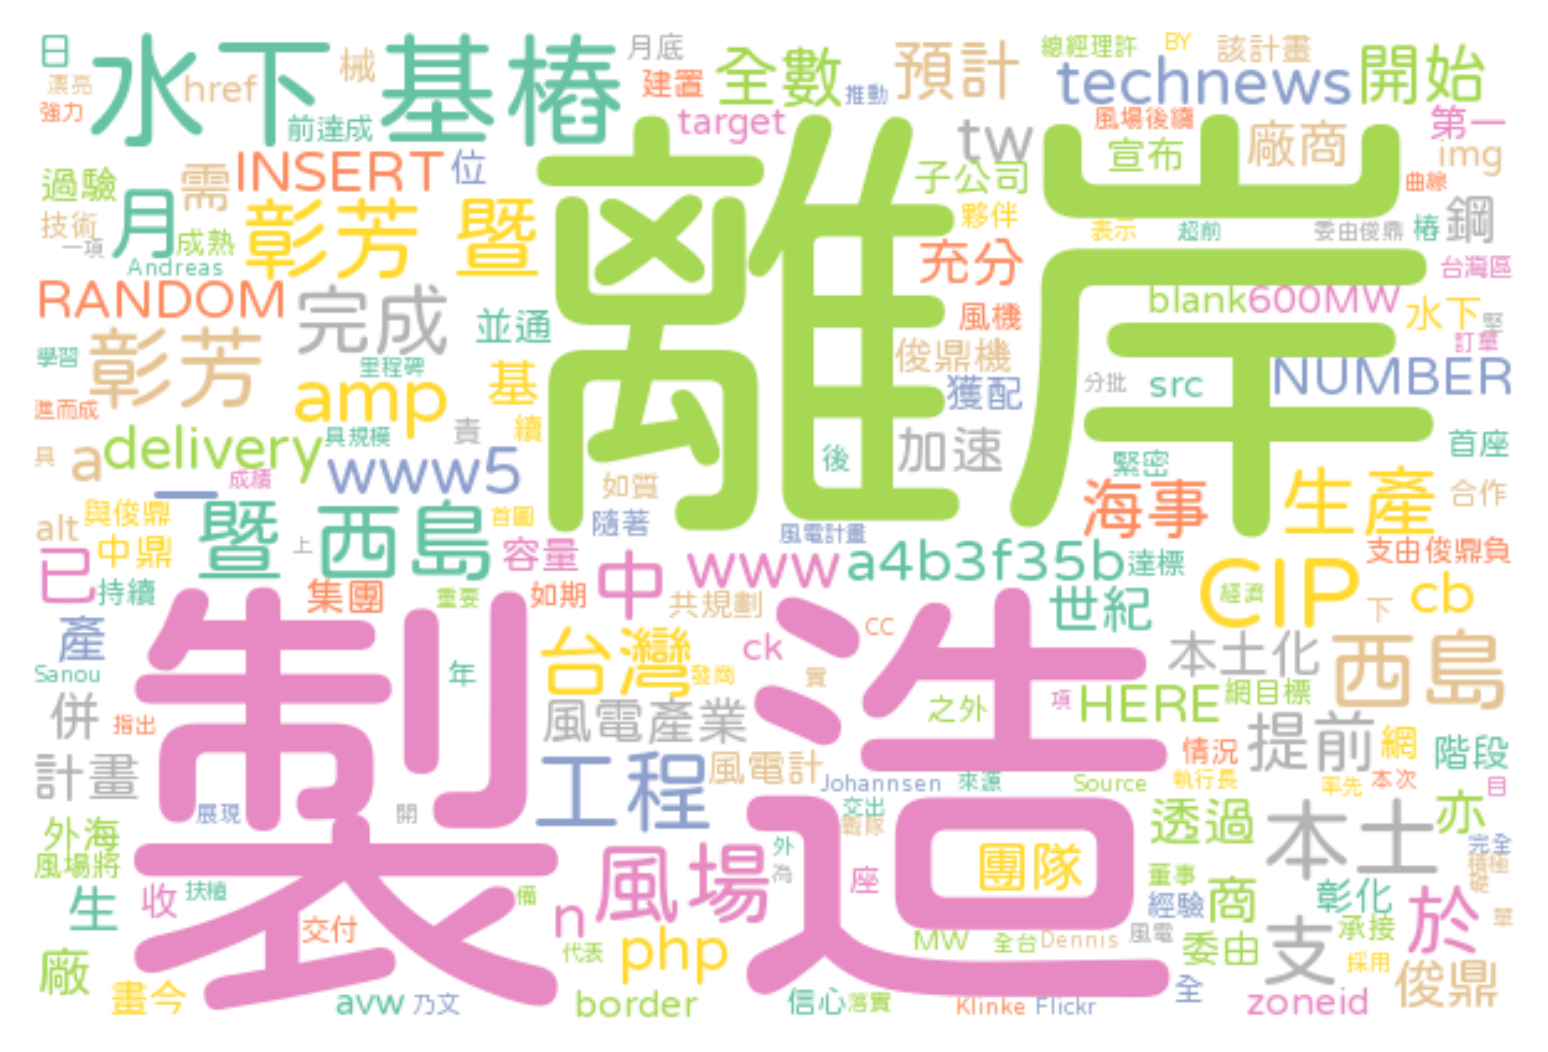 日
水下基樁
械
月底
總經理許
BY
該計畫
漂亮
href
建置
全數
推動
預計
technews
開始
強力
前達成
target
風場後續
第一
tw
宣布
廠商
img
過驗
需
INSERT
位
子公司
曲線
月
彰芳 暨
離岸
夥伴
技術
一項
成熟
表示
超前
委由俊鼎
樁
鋼
Andreas
充分
台灣區
RANDOM
完成
並通
風機
blank
600MW
水下
堅
學習
彰芳
里程碑
俊鼎機
訂單
amp
基
獲配
分批
src
NUMBER
進而成
具
a
delivery
具規模
責
續
後
加速
首座
成績
www5
如質
緊密
海事
生產
合作
一
alt
與俊鼎
暨
西島
首圖
隨著
風電計畫
中鼎
上
容量
www
a4b3f35b
達標
支由俊鼎負
已
持續
集團
重要
如期
中
共規劃
世紀
CIP
經濟
下
cb
產
製造
台灣
ck
cc
本土化
西島
Sanou
年
發商
實
之外
項
HERE
網目標
併
指出
風電產業
提前
網
情況
階段
計畫
工程
風電計
Johannsen
來源
Source
執行長
率先
本次
目
展現
開
交出
戰隊
透過
本土
亦
外海
風場將
風場
外
為
團隊
完全
積極
礎
生
收
扶植
備
座
董事
經驗
商
彰化
於
單
交付
n
代表
php
MW
全台
Dennis
風電
委由
支
承接
採用
俊鼎
廠
畫今
avw
乃文
border
信心
落實
Klinke
Flickr
全
zoneid